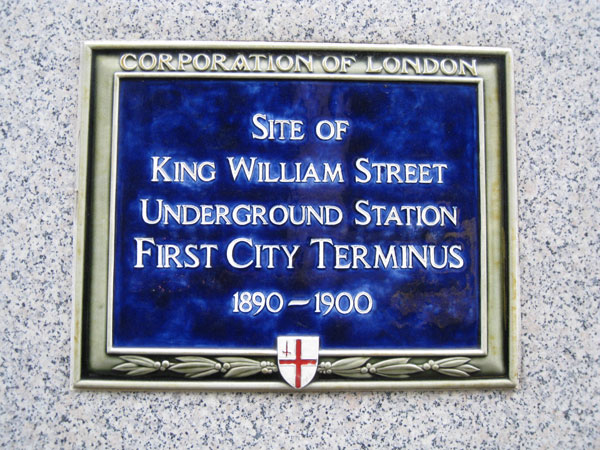 CORPORATION OF LONDON
SITE OF
KING WILLIAM STREET
UNDERGROUND STATION
FIRST CITY TERMINUS
1890–1900